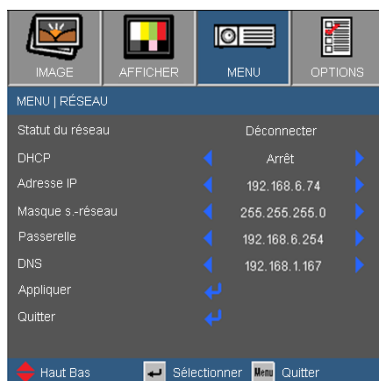 IMAGE AFFICHER MENU OPTIONS
MENU | RÉSEAU
Statut du réseau Déconnecter
DHCP Arrêt
Adresse IP 192.168.6.74
Masque s.-réseau 255.255.255.0
Passerelle 192.168.6.254
DNS 192.168.1.167
Appliquer
Quitter
Haut Bas Sélectionner Menu Quitter